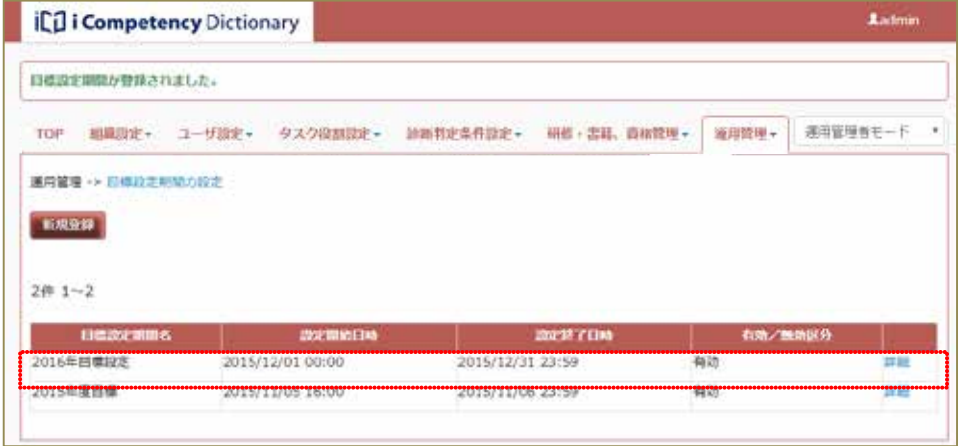 i Competency Dictionary
admin
目標設定期間が登録されました。
TOP 組織設定 ユーザ設定 タスク役割設定 診断判定条件設定 研修・書籍、資格管理 運用管理 運用管理者モード
運用管理 -> 目標設定期間の設定
新規登録
2件 1～2
目標設定期間名 設定開始日時 設定終了日時 有効／無効区分
2016年目標設定 2015/12/01 00:00 2015/12/31 23:59 有効 詳細
2015年度目標 2015/11/05 16:00 2015/11/06 23:59 有効 詳細